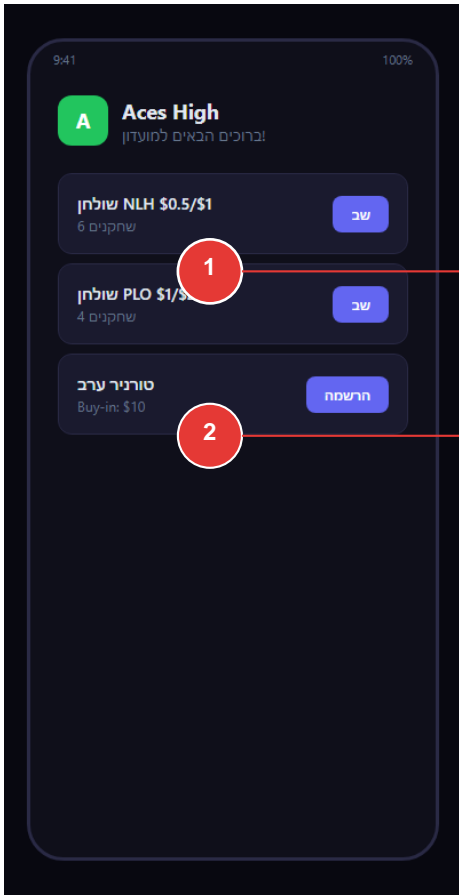 9:41 100%
A
Aces High
ברוכים הבאים למועדון!
שולחן NLH $0.5/$1
6 שחקנים
שב
1
שולחן PLO $1/
4 שחקנים
שב
טורניר ערב
Buy-in: $10
הרשמה
2